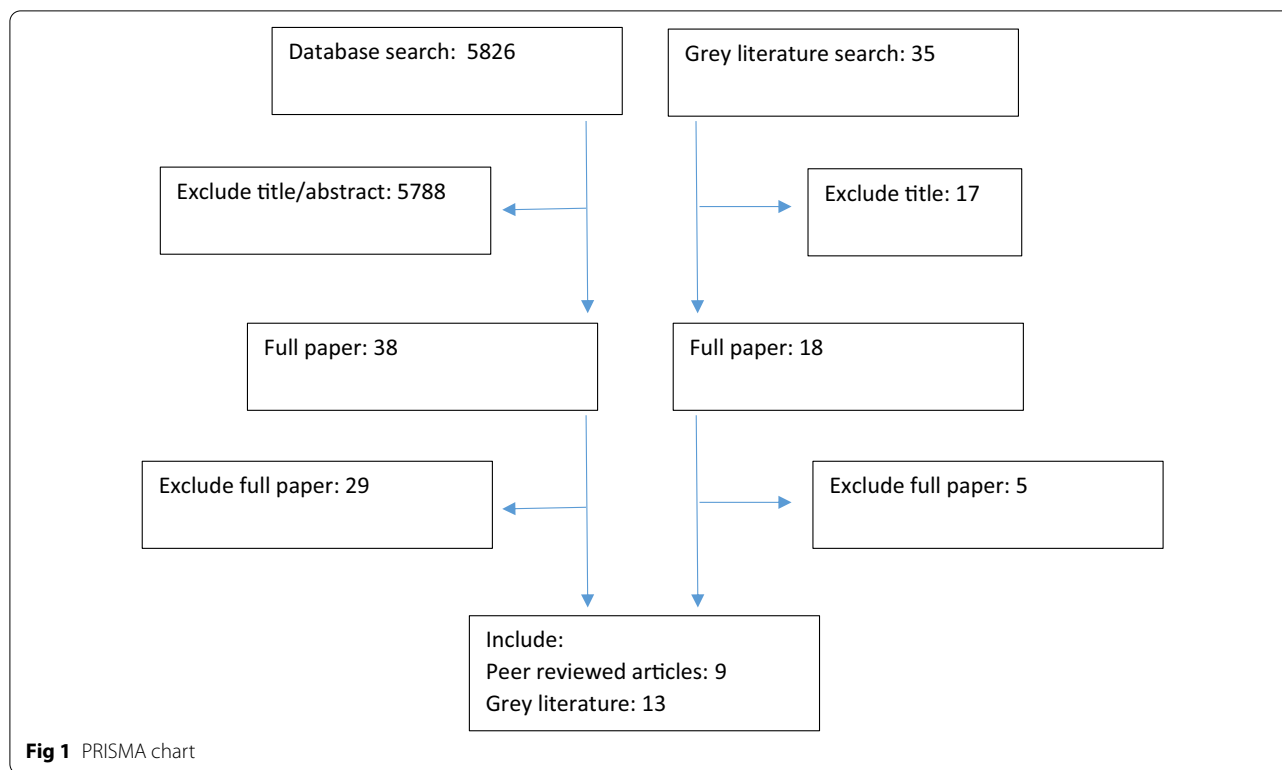 Database search: 5826
Grey literature search: 35
Exclude title/abstract: 5788
Exclude title: 17
Full paper: 38
Full paper: 18
Exclude full paper: 29
Exclude full paper: 5
Include:
Peer reviewed articles: 9
Grey literature: 13
Fig 1 PRISMA chart